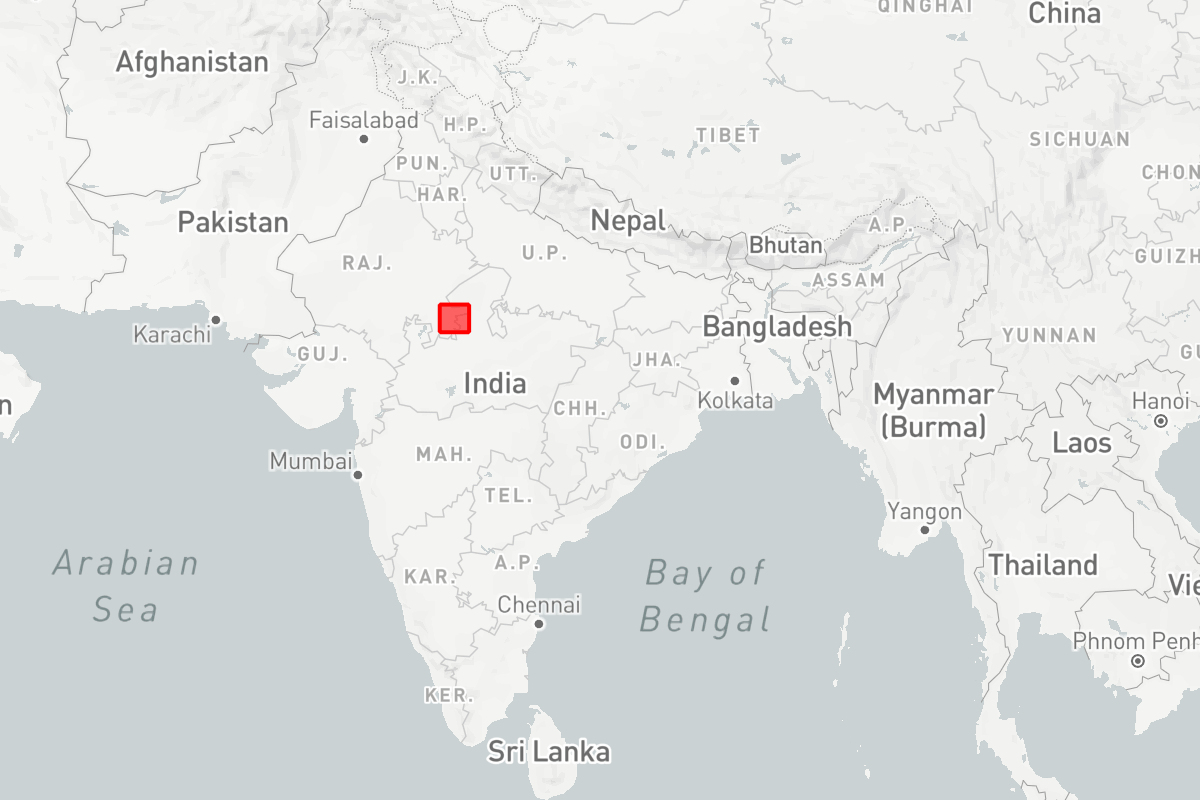 QINGHAI
China
Afghanistan
J.K.
Faisalabad
H.P.
TIBET
SICHUAN
PUN.
UTT.
CHON
HAR.
Pakistan
Nepal
A.P.
Bhutan
U.P.
GUIZH
RAJ.
ASSAM
Karachi
Bangladesh
YUNNAN
GUJ.
JHA.
GU
India
Kolkata
Myanmar
(Burma)
Hanoi
n
CHH.
ODI.
Laos
MAH.
Mumbai
TEL.
Yangon
Arabian
Sea
A.P.
Thailand
Bay of
Bengal
KAR.
Vie
Chennai
Phnom Penh
KER.
Sri Lanka